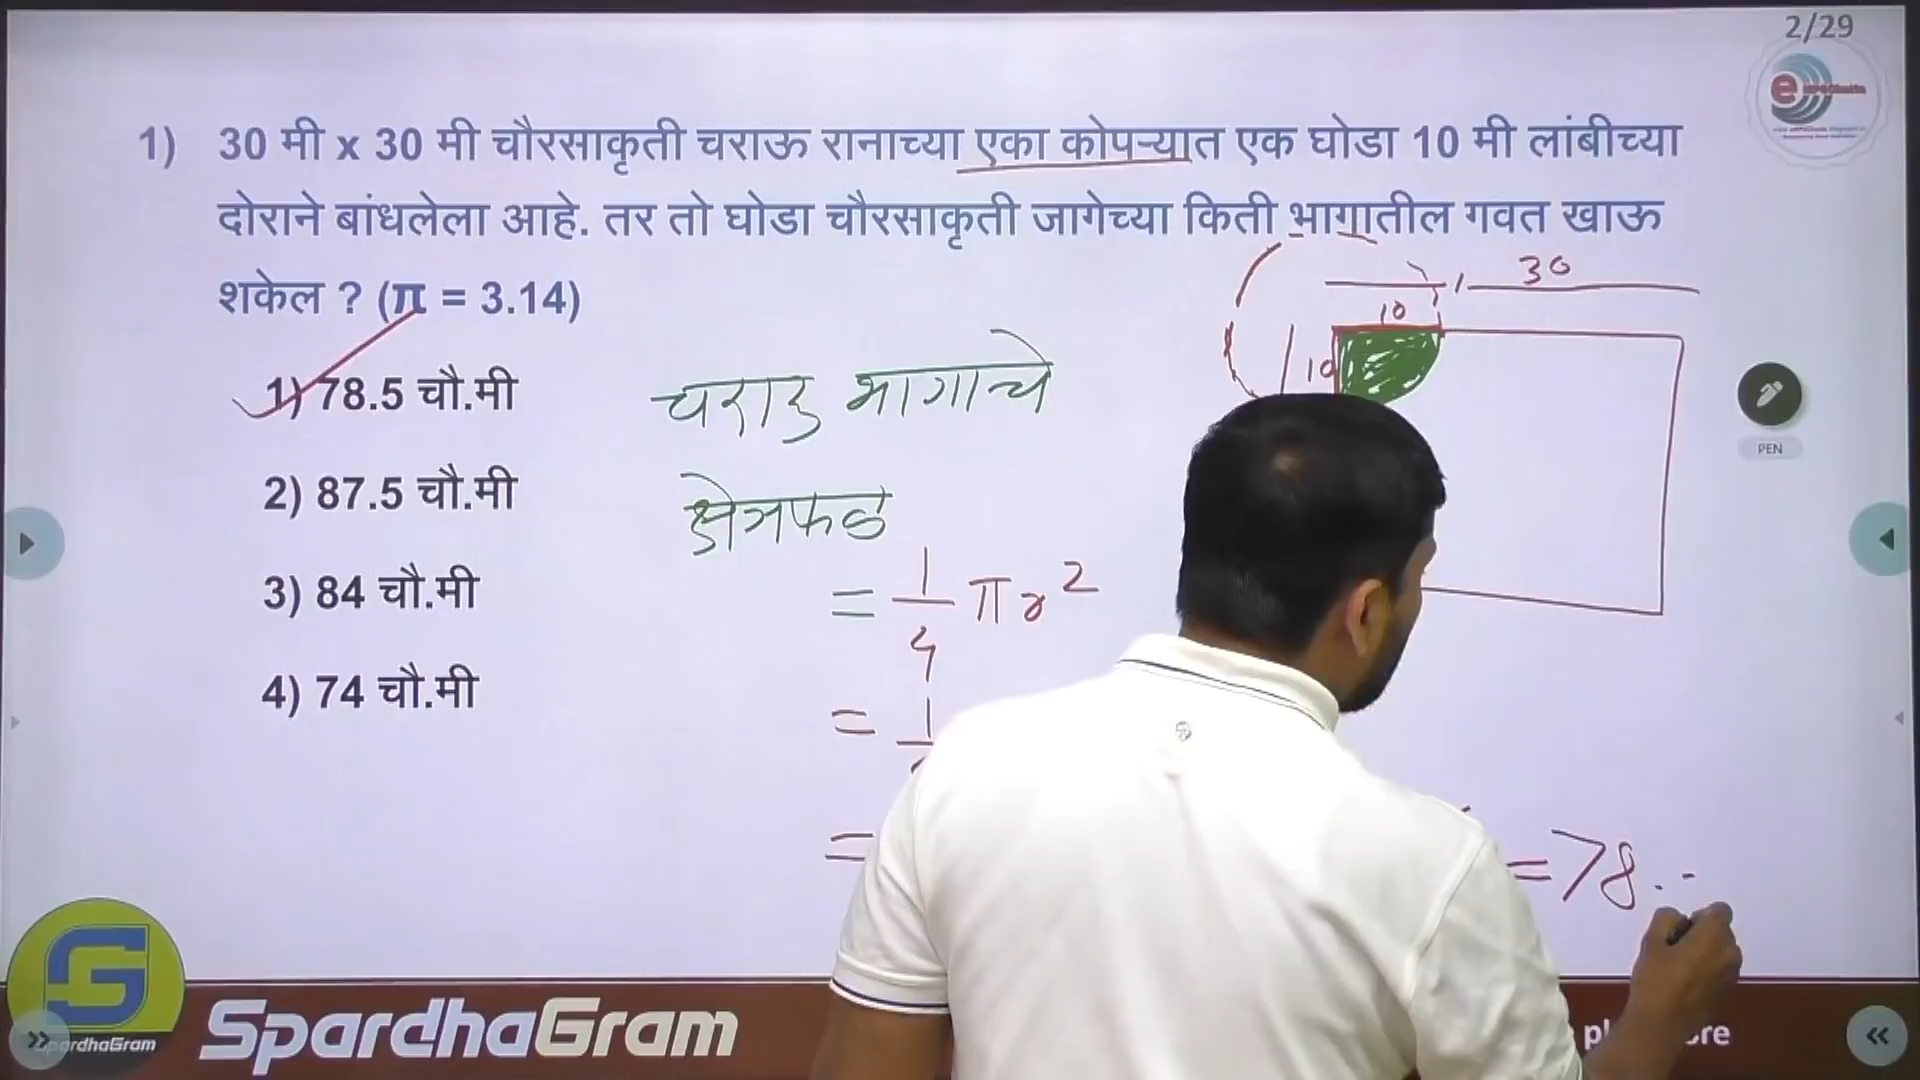 2/29
1) 30 मी x 30 मी चौरसाकृती चराऊ रानाच्या एका कोपऱ्यात एक घोडा 10 मी लांबीच्या
दोराने बांधलेला आहे. तर तो घोडा चौरसाकृती जागेच्या किती भागातील गवत खाऊ
शकेल ? (π = 3.14)
30
10
10
1) 78.5 चौ.मी
2) 87.5 चौ.मी
3) 84 चौ.मी
4) 74 चौ.मी
चराउ भागाचे
क्षेत्रफळ
= 1/4 πr²
= 1
=
= 78.
PEN
SpardhaGram
SpardhaGram